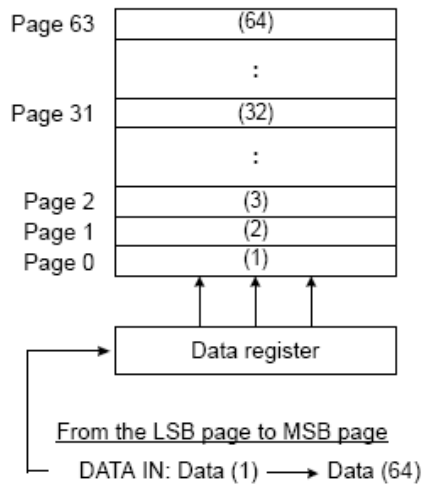 Page 63 (64)
:
Page 31 (32)
:
Page 2 (3)
Page 1 (2)
Page 0 (1)
Data register
From the LSB page to MSB page
DATA IN: Data (1) → Data (64)